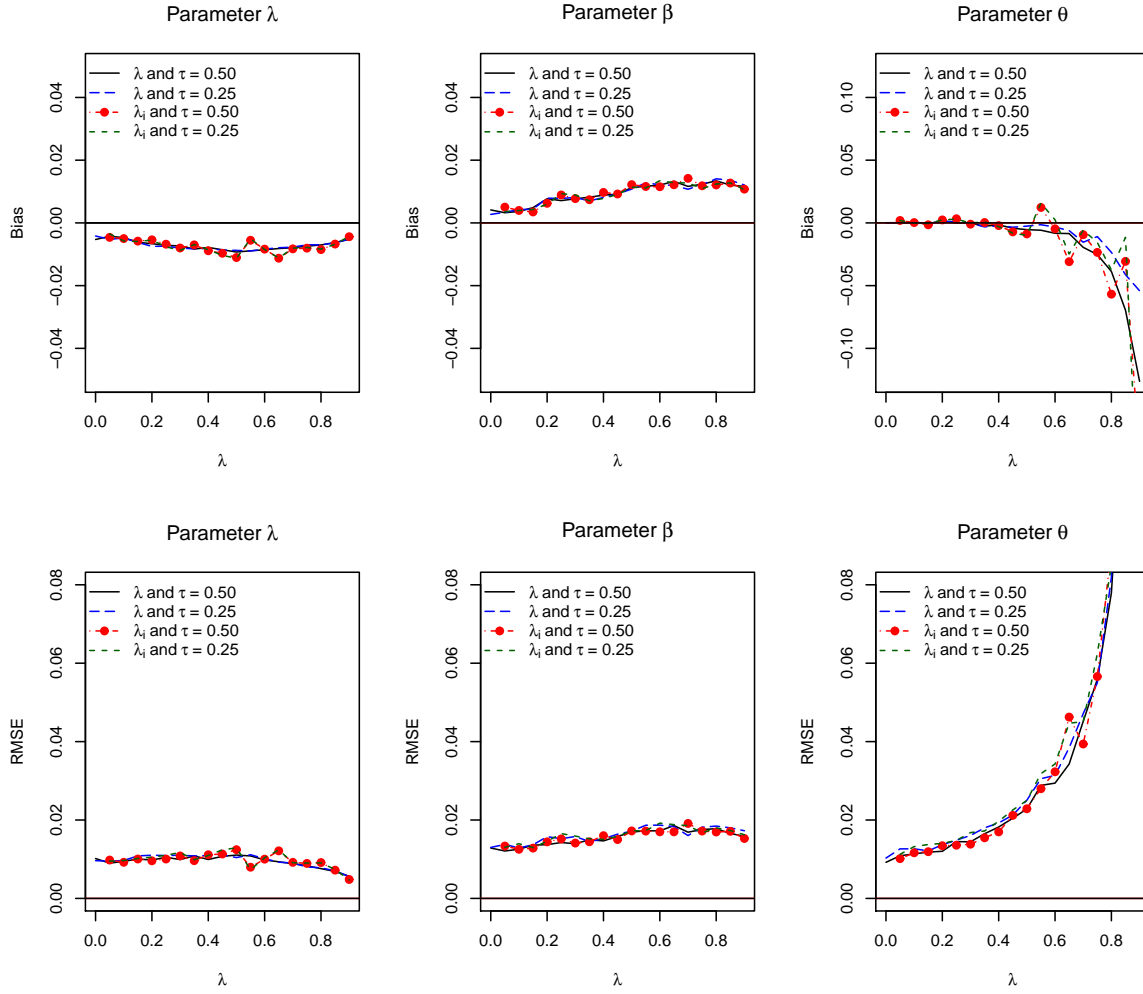 Parameter λ
Bias
0.04
0.02
0.00
−0.02
−0.04
λ and τ = 0.50
λ and τ = 0.25
λi and τ = 0.50
λi and τ = 0.25
0.0 0.2 0.4 0.6 0.8
λ
Parameter β
Bias
0.04
0.02
0.00
−0.02
−0.04
λ and τ = 0.50
λ and τ = 0.25
λi and τ = 0.50
λi and τ = 0.25
0.0 0.2 0.4 0.6 0.8
λ
Parameter θ
Bias
0.10
0.05
0.00
−0.05
−0.10
λ and τ = 0.50
λ and τ = 0.25
λi and τ = 0.50
λi and τ = 0.25
0.0 0.2 0.4 0.6 0.8
λ
Parameter λ
RMSE
0.08
0.06
0.04
0.02
0.00
λ and τ = 0.50
λ and τ = 0.25
λi and τ = 0.50
λi and τ = 0.25
0.0 0.2 0.4 0.6 0.8
λ
Parameter β
RMSE
0.08
0.06
0.04
0.02
0.00
λ and τ = 0.50
λ and τ = 0.25
λi and τ = 0.50
λi and τ = 0.25
0.0 0.2 0.4 0.6 0.8
λ
Parameter θ
RMSE
0.08
0.06
0.04
0.02
0.00
λ and τ = 0.50
λ and τ = 0.25
λi and τ = 0.50
λi and τ = 0.25
0.0 0.2 0.4 0.6 0.8
λ